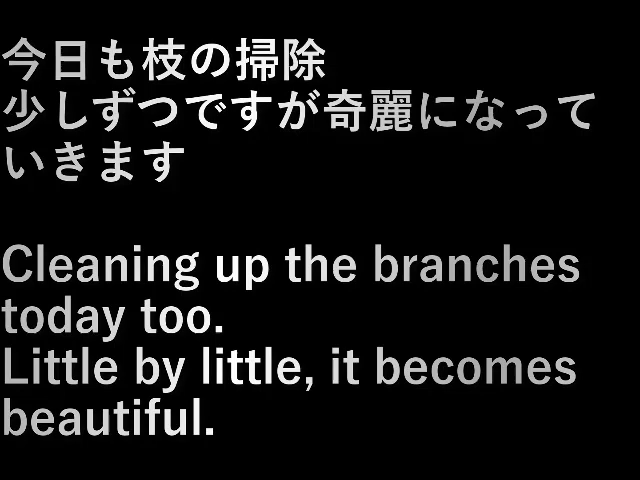 今日も枝の掃除
少しずつですが奇麗になって
いきます
Cleaning up the branches
today too.
Little by little, it becomes
beautiful.